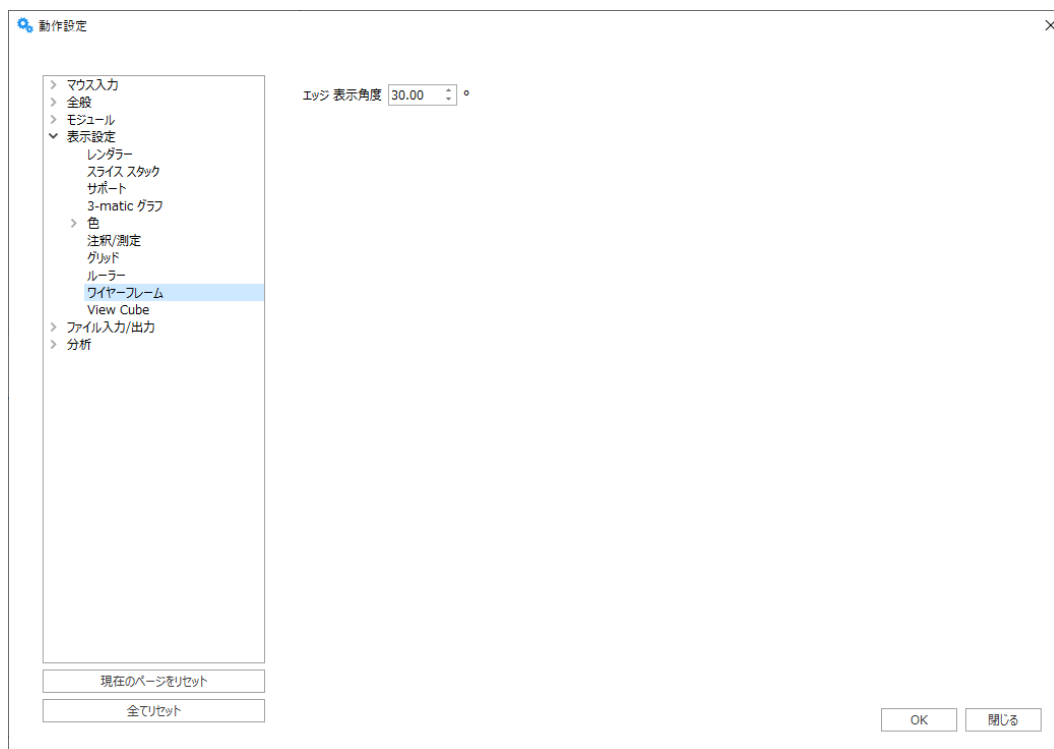 動作設定
マウス入力
全般
モジュール
表示設定
レンダラー
スライス スタック
サポート
3-matic グラフ
色
注釈/測定
グリッド
ルーラー
ワイヤーフレーム
View Cube
ファイル入力/出力
分析
エッジ 表示角度 30.00 °
現在のページをリセット
全てリセット
OK 閉じる